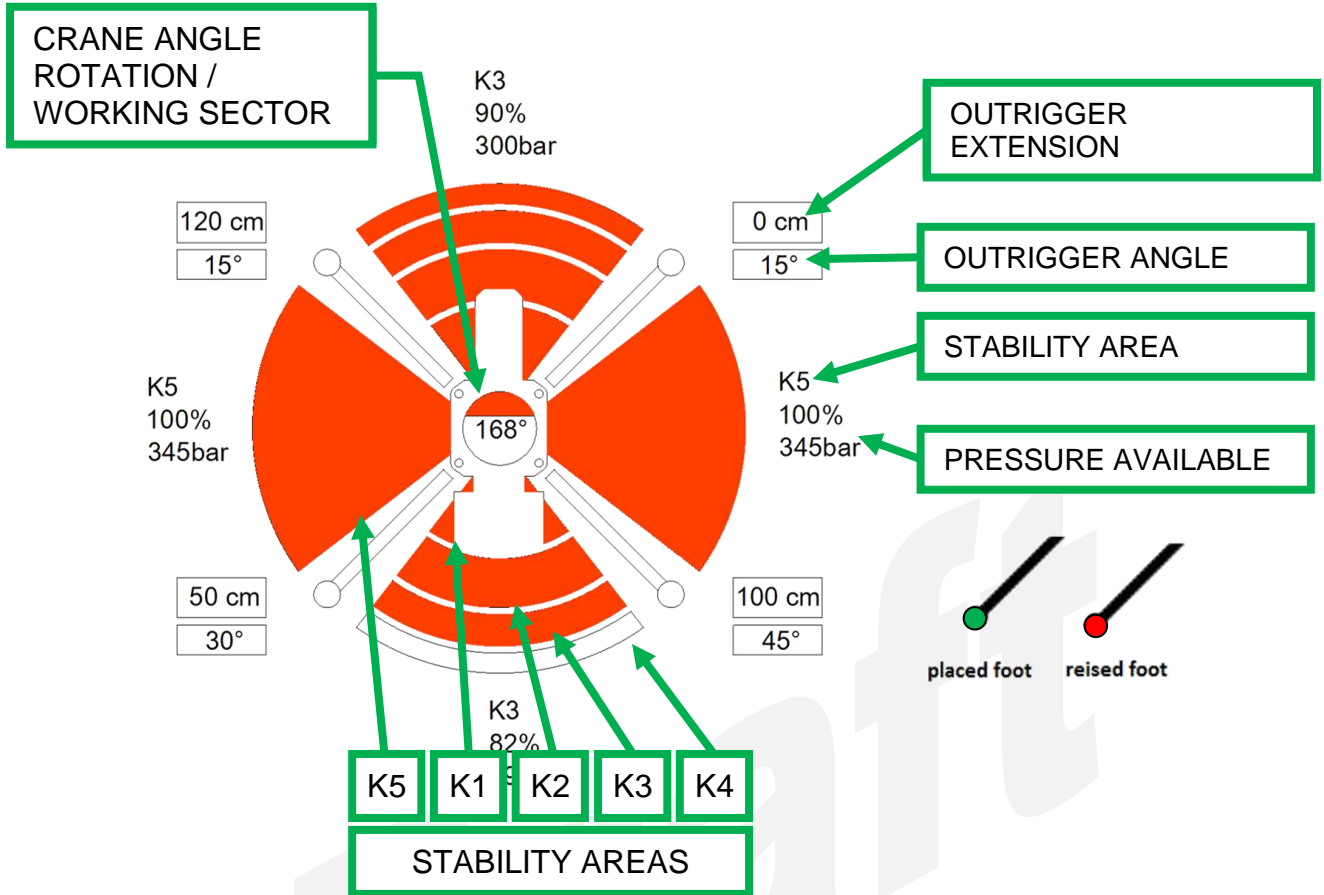 CRANE ANGLE
ROTATION /
WORKING SECTOR
K3
90%
300bar
OUTRIGGER
EXTENSION
120 cm
15°
0 cm
15°
OUTRIGGER ANGLE
STABILITY AREA
K5
100%
345bar
168°
K5
100%
345bar
PRESSURE AVAILABLE
50 cm
30°
100 cm
45°
placed foot
reised foot
K3
82%
K5
K1
K2
K3
K4
STABILITY AREAS